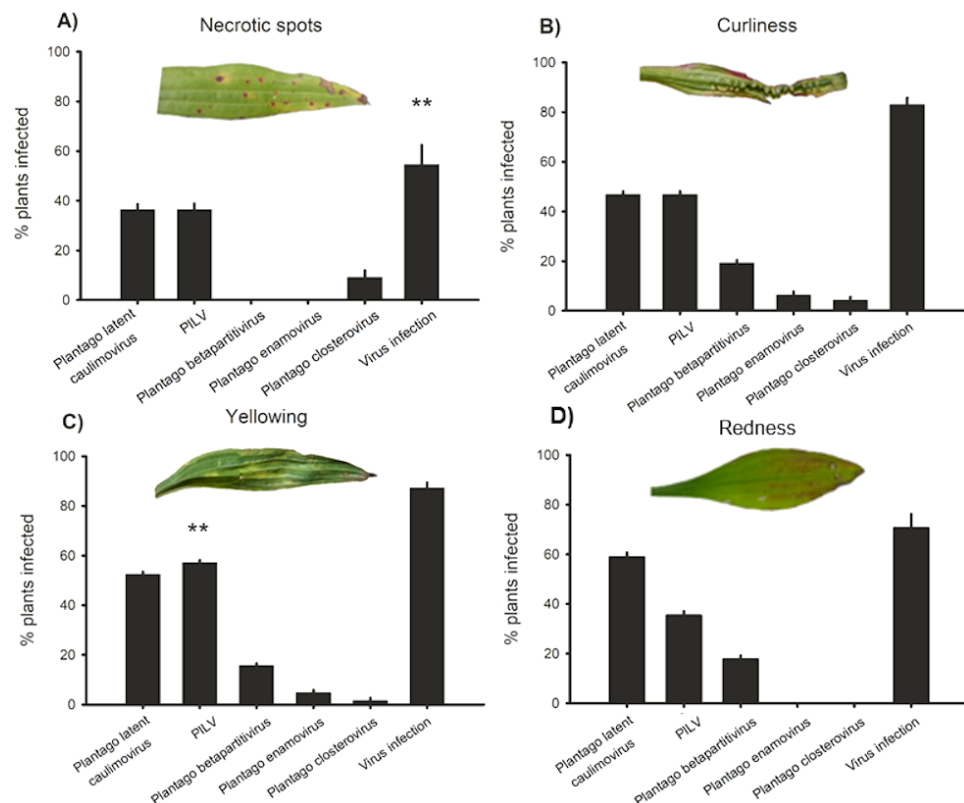 A)
Necrotic spots
% plants infected
100
80
60
40
20
0
**
Plantago latent
caulimovirus
PILV
Plantago betapartitivirus
Plantago enamovirus
Plantago closterovirus
Virus infection
B)
Curliness
% plants infected
100
80
60
40
20
0
Plantago latent
caulimovirus
PILV
Plantago betapartitivirus
Plantago enamovirus
Plantago closterovirus
Virus infection
C)
Yellowing
% plants infected
100
80
60
40
20
0
**
Plantago latent
caulimovirus
PILV
Plantago betapartitivirus
Plantago enamovirus
Plantago closterovirus
Virus infection
D)
Redness
% plants infected
100
80
60
40
20
0
Plantago latent
caulimovirus
PILV
Plantago betapartitivirus
Plantago enamovirus
Plantago closterovirus
Virus infection